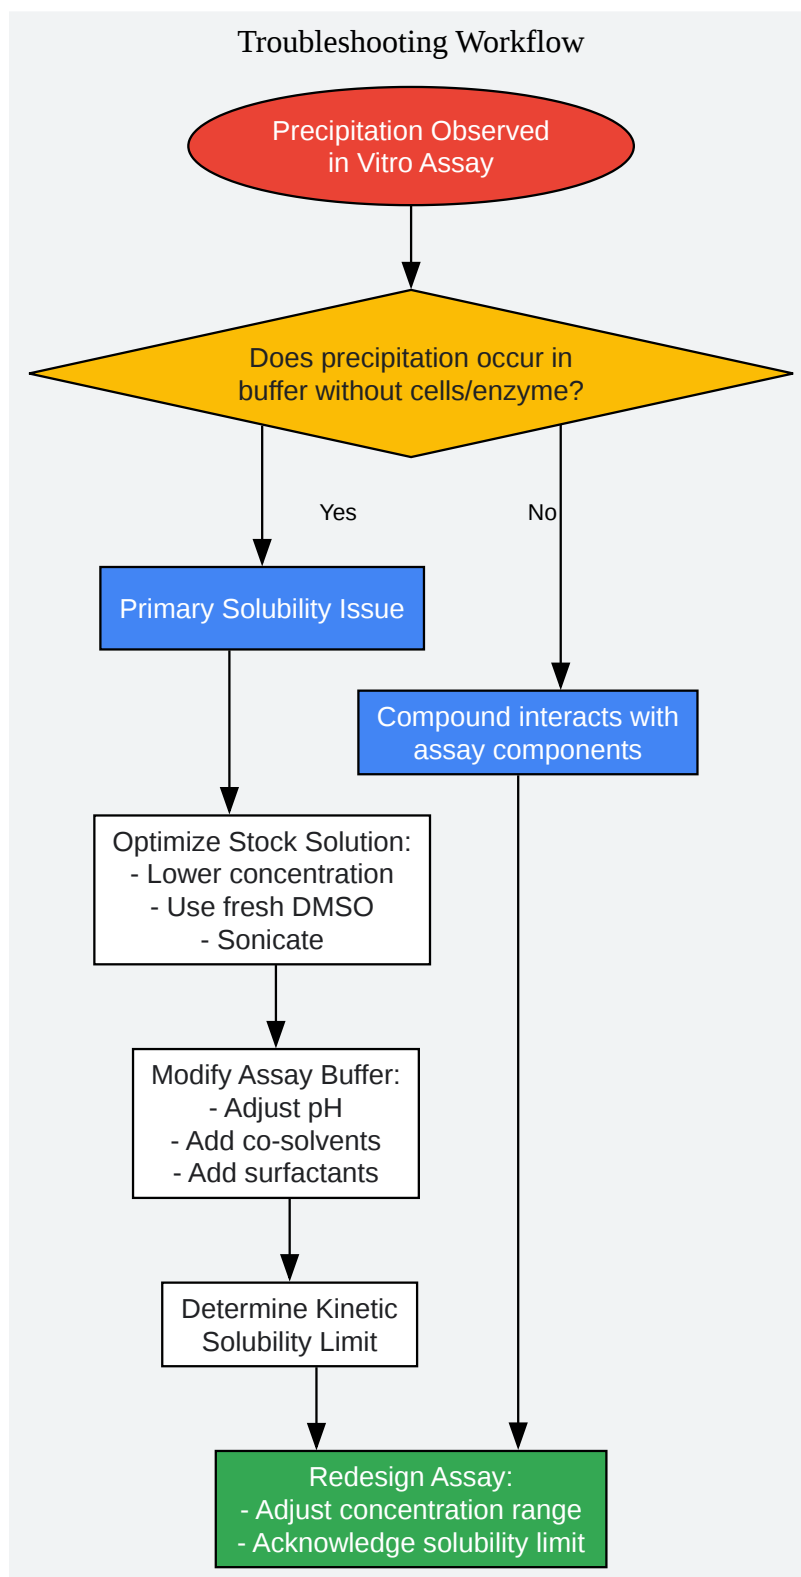 Troubleshooting Workflow
Precipitation Observed
in Vitro Assay
Does precipitation occur in
buffer without cells/enzyme?
Yes
No
Primary Solubility Issue
Compound interacts with
assay components
Optimize Stock Solution:
- Lower concentration
- Use fresh DMSO
- Sonicate
Modify Assay Buffer:
- Adjust pH
- Add co-solvents
- Add surfactants
Determine Kinetic
Solubility Limit
Redesign Assay:
- Adjust concentration range
- Acknowledge solubility limit